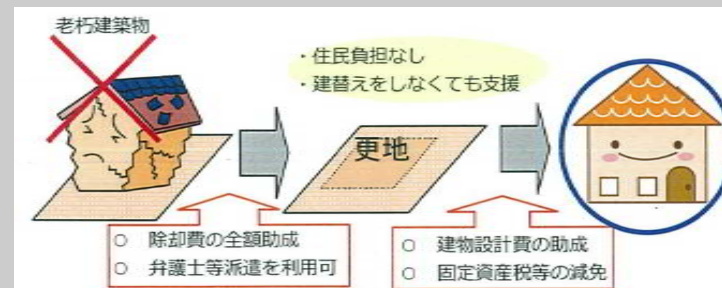 老朽建築物
・住民負担なし
・建替えをしなくても支援
更地
○ 除却費の全額助成
○ 弁護士等派遣を利用可
○ 建物設計費の助成
○ 固定資産税等の減免